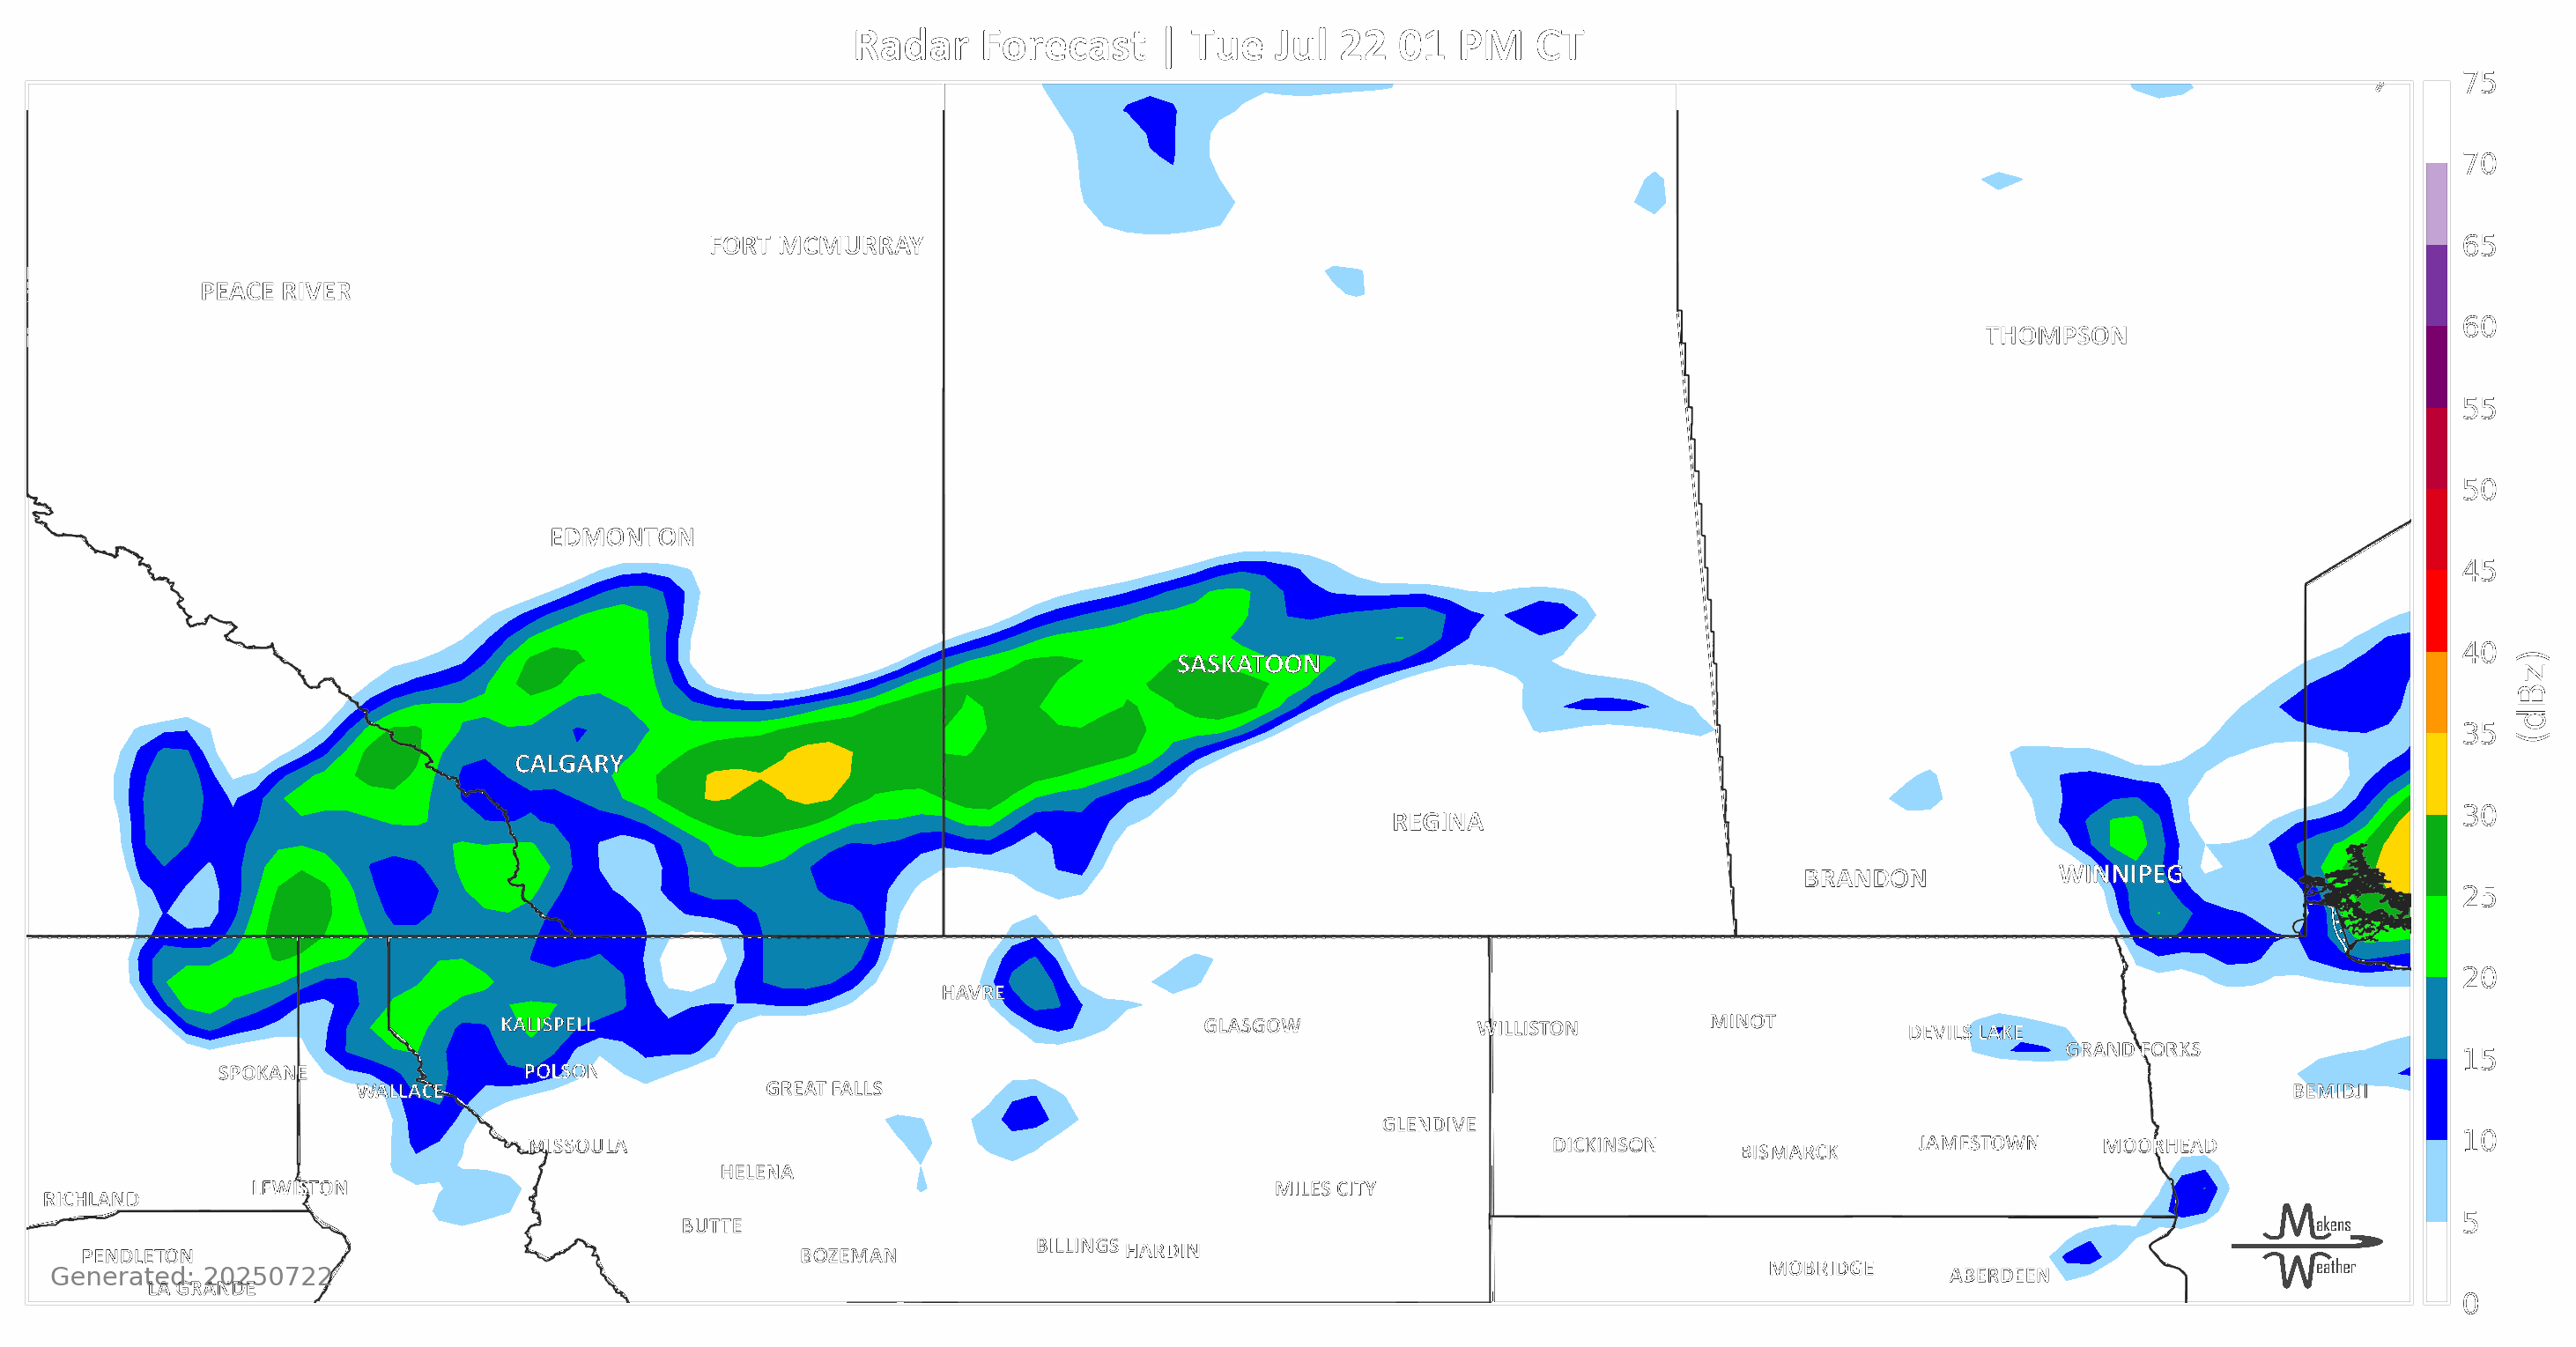 Radar Forecast | Tue Jul 22 01 PM CT
75
70
FORT MCMURRAY
65
PEACE RIVER
60
THOMPSON
55
50
EDMONTON
45
40
SASKATOON
(dBz)
35
CALGARY
30
REGINA
WINNIPEG
BRANDON
25
20
HAVRE
KALISPELL
GLASGOW
WILLISTON
MINOT
DEVILS LAKE
GRAND FORKS
15
SPOKANE
POLSON
WALLACE
GREAT FALLS
BEMIDJI
GLENDIVE
10
MISSOULA
DICKINSON
BISMARCK
JAMESTOWN
MOORHEAD
HELENA
LEWISTON
MILES CITY
RICHLAND
BUTTE
5
Makens
Weather
PENDLETON
BOZEMAN
BILLINGS
HARDIN
MOBRIDGE
ABERDEEN
Generated: 20250722
LA GRANDE
0